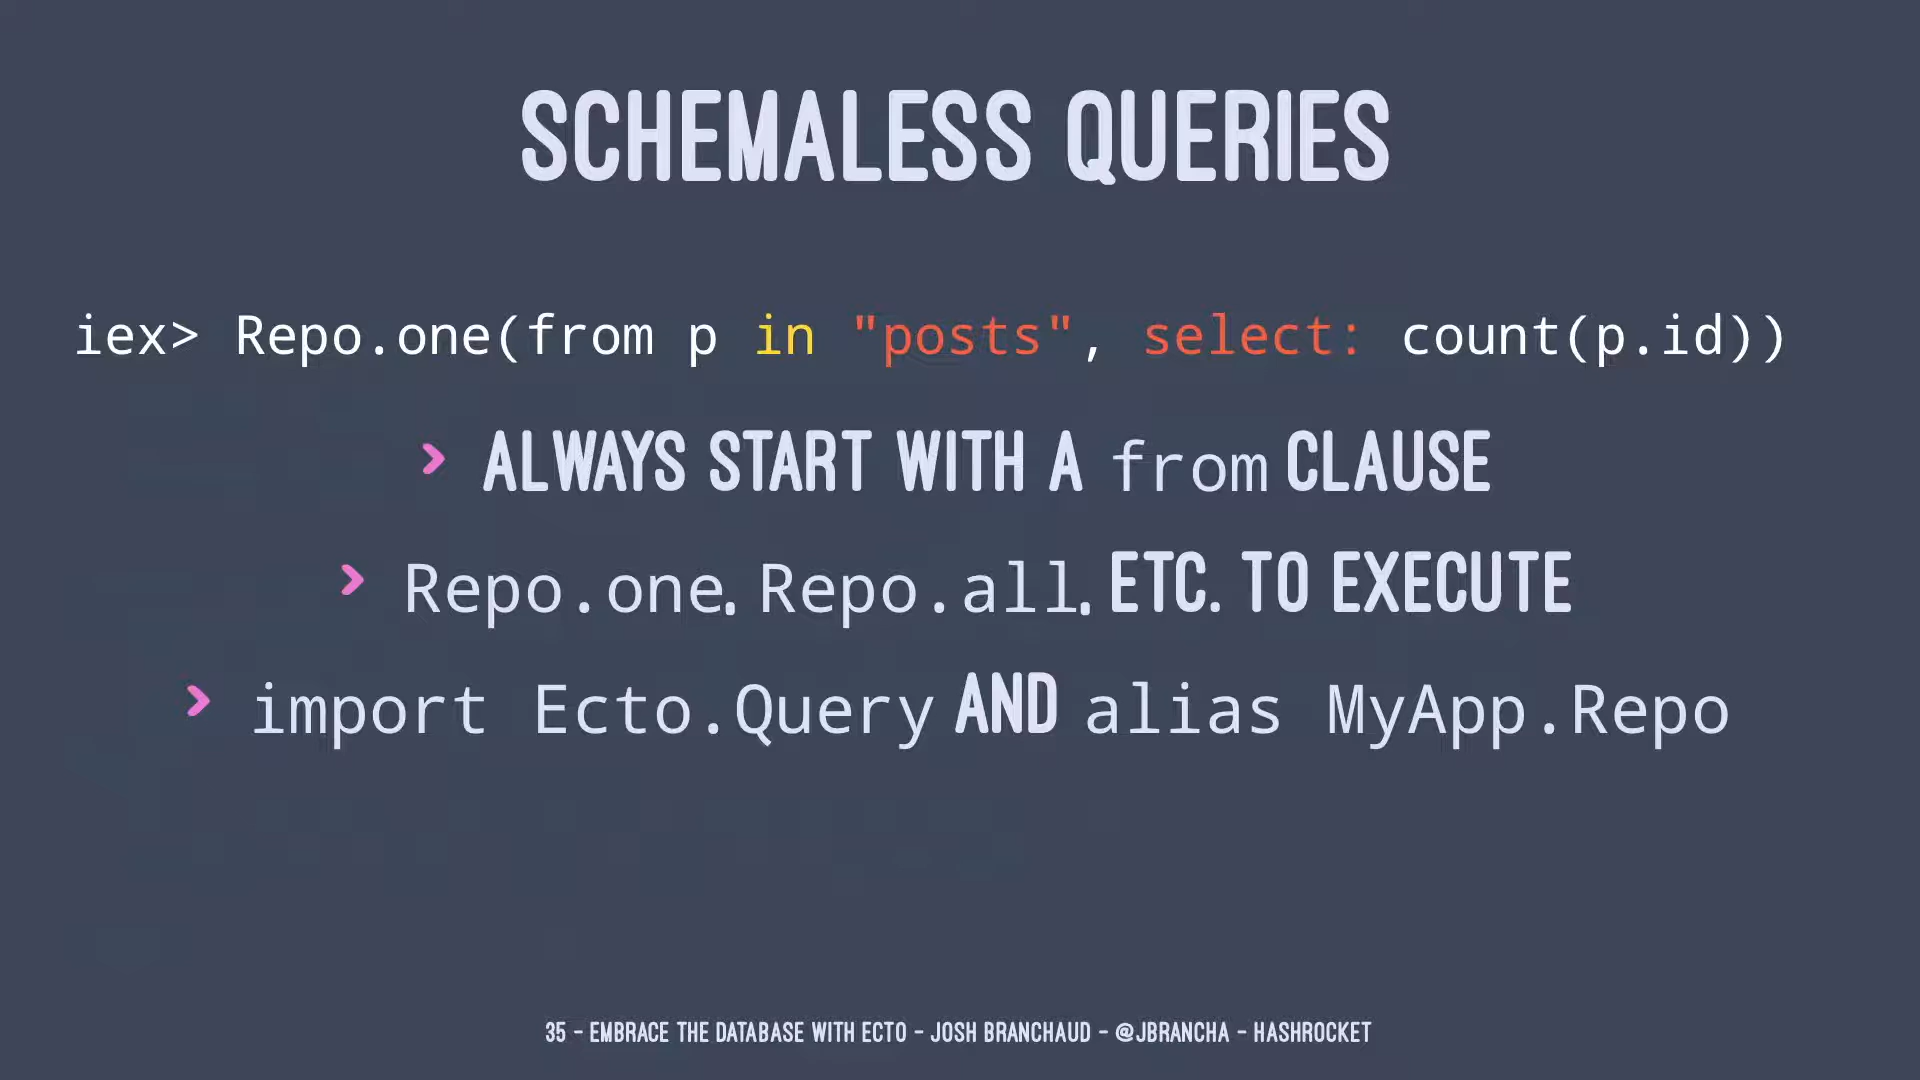 SCHEMALESS QUERIES
iex> Repo.one(from p in "posts", select: count(p.id))
› ALWAYS START WITH A from CLAUSE
› Repo.one, Repo.all, ETC. TO EXECUTE
› import Ecto.Query AND alias MyApp.Repo
35 - EMBRACE THE DATABASE WITH ECTO - JOSH BRANCHAUD - @JBRANCHA - HASHROCKET